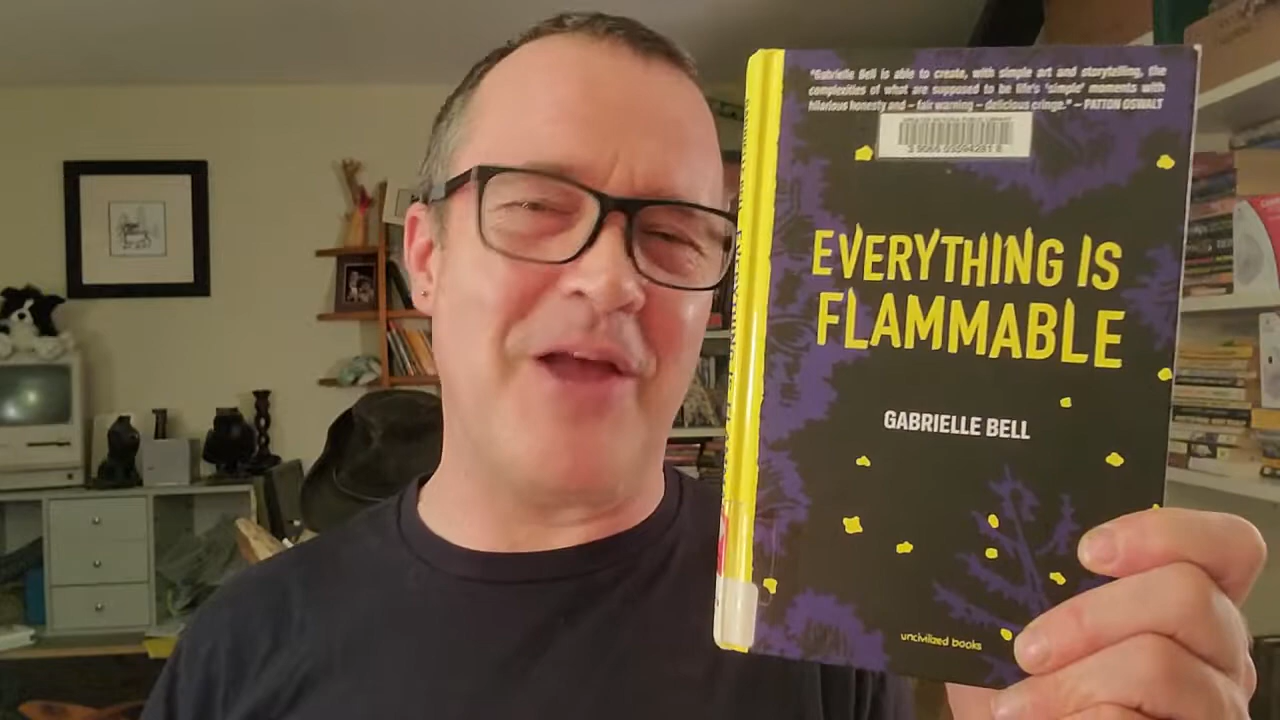 "Gabrielle Bell is able to create, with simple art and storytelling, the
complexities of what are supposed to be life's 'simple' moments with
hilarious honesty and – fair warning – delicious cringe." – PATTON OSWALT
EVERYTHING IS
FLAMMABLE
GABRIELLE BELL
uncivilized books